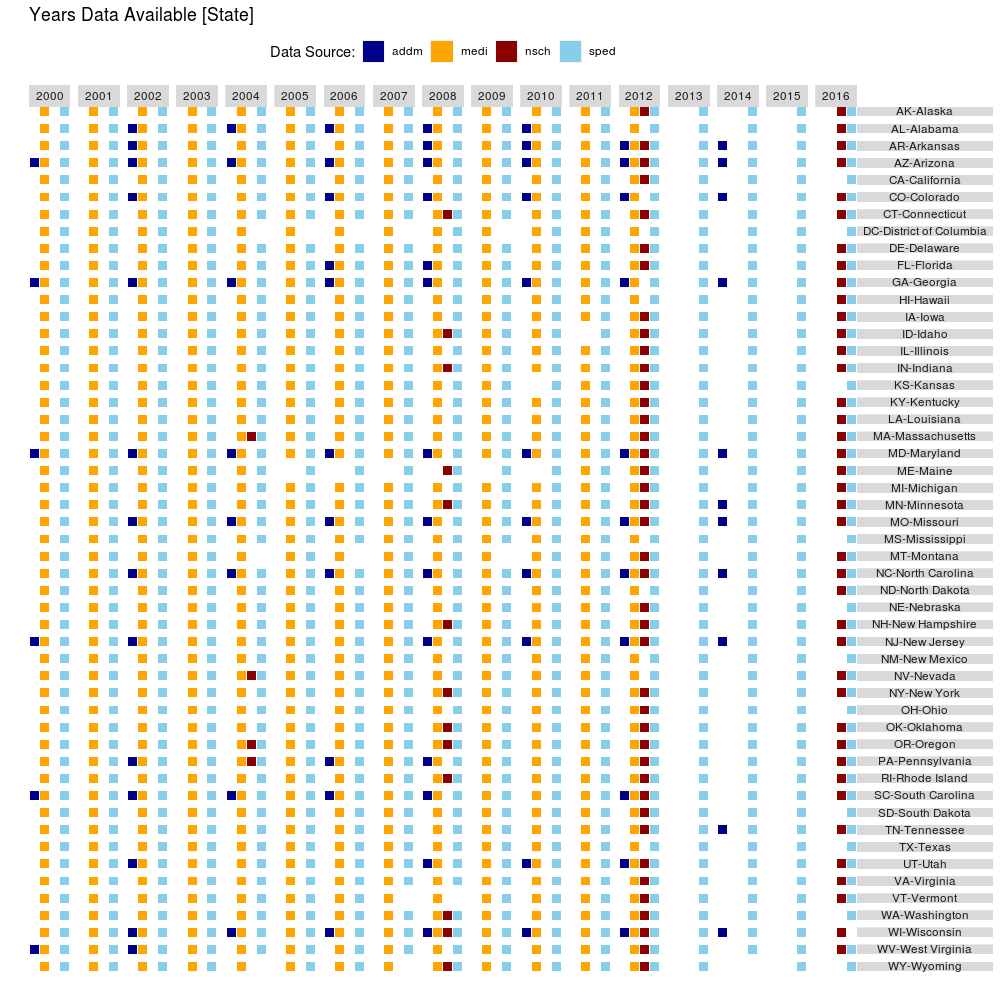 Years Data Available [State]
Data Source: addm medi nsch sped
2000 2001 2002 2003 2004 2005 2006 2007 2008 2009 2010 2011 2012 2013 2014 2015 2016
AK-Alaska
AL-Alabama
AR-Arkansas
AZ-Arizona
CA-California
CO-Colorado
CT-Connecticut
DC-District of Columbia
DE-Delaware
FL-Florida
GA-Georgia
HI-Hawaii
IA-Iowa
ID-Idaho
IL-Illinois
IN-Indiana
KS-Kansas
KY-Kentucky
LA-Louisiana
MA-Massachusetts
MD-Maryland
ME-Maine
MI-Michigan
MN-Minnesota
MO-Missouri
MS-Mississippi
MT-Montana
NC-North Carolina
ND-North Dakota
NE-Nebraska
NH-New Hampshire
NJ-New Jersey
NM-New Mexico
NV-Nevada
NY-New York
OH-Ohio
OK-Oklahoma
OR-Oregon
PA-Pennsylvania
RI-Rhode Island
SC-South Carolina
SD-South Dakota
TN-Tennessee
TX-Texas
UT-Utah
VA-Virginia
VT-Vermont
WA-Washington
WI-Wisconsin
WV-West Virginia
WY-Wyoming